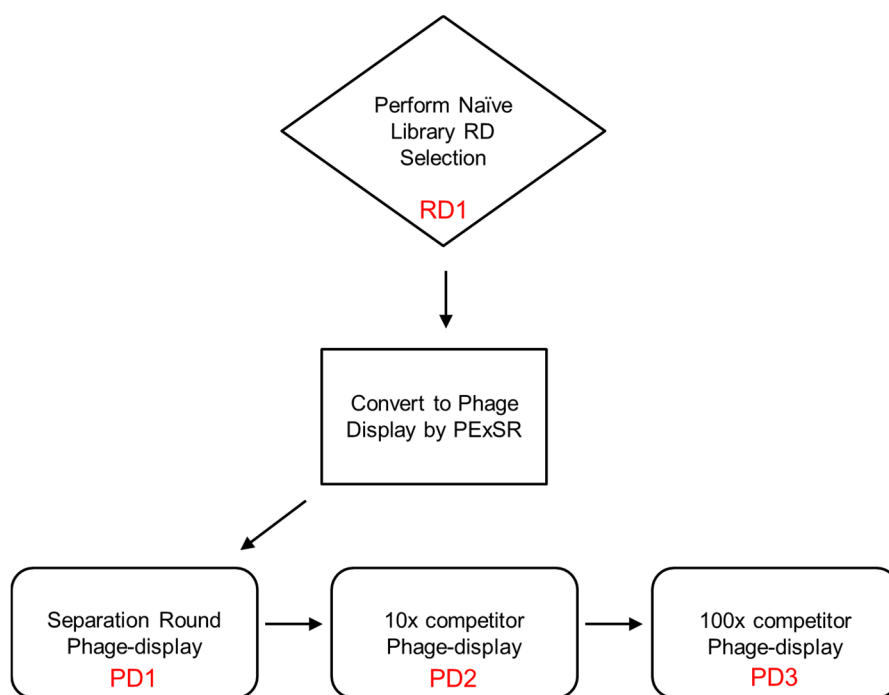 Perform Naïve
Library RD
Selection
RD1
Convert to Phage
Display by PExSR
Separation Round
Phage-display
PD1
10x competitor
Phage-display
PD2
100x competitor
Phage-display
PD3